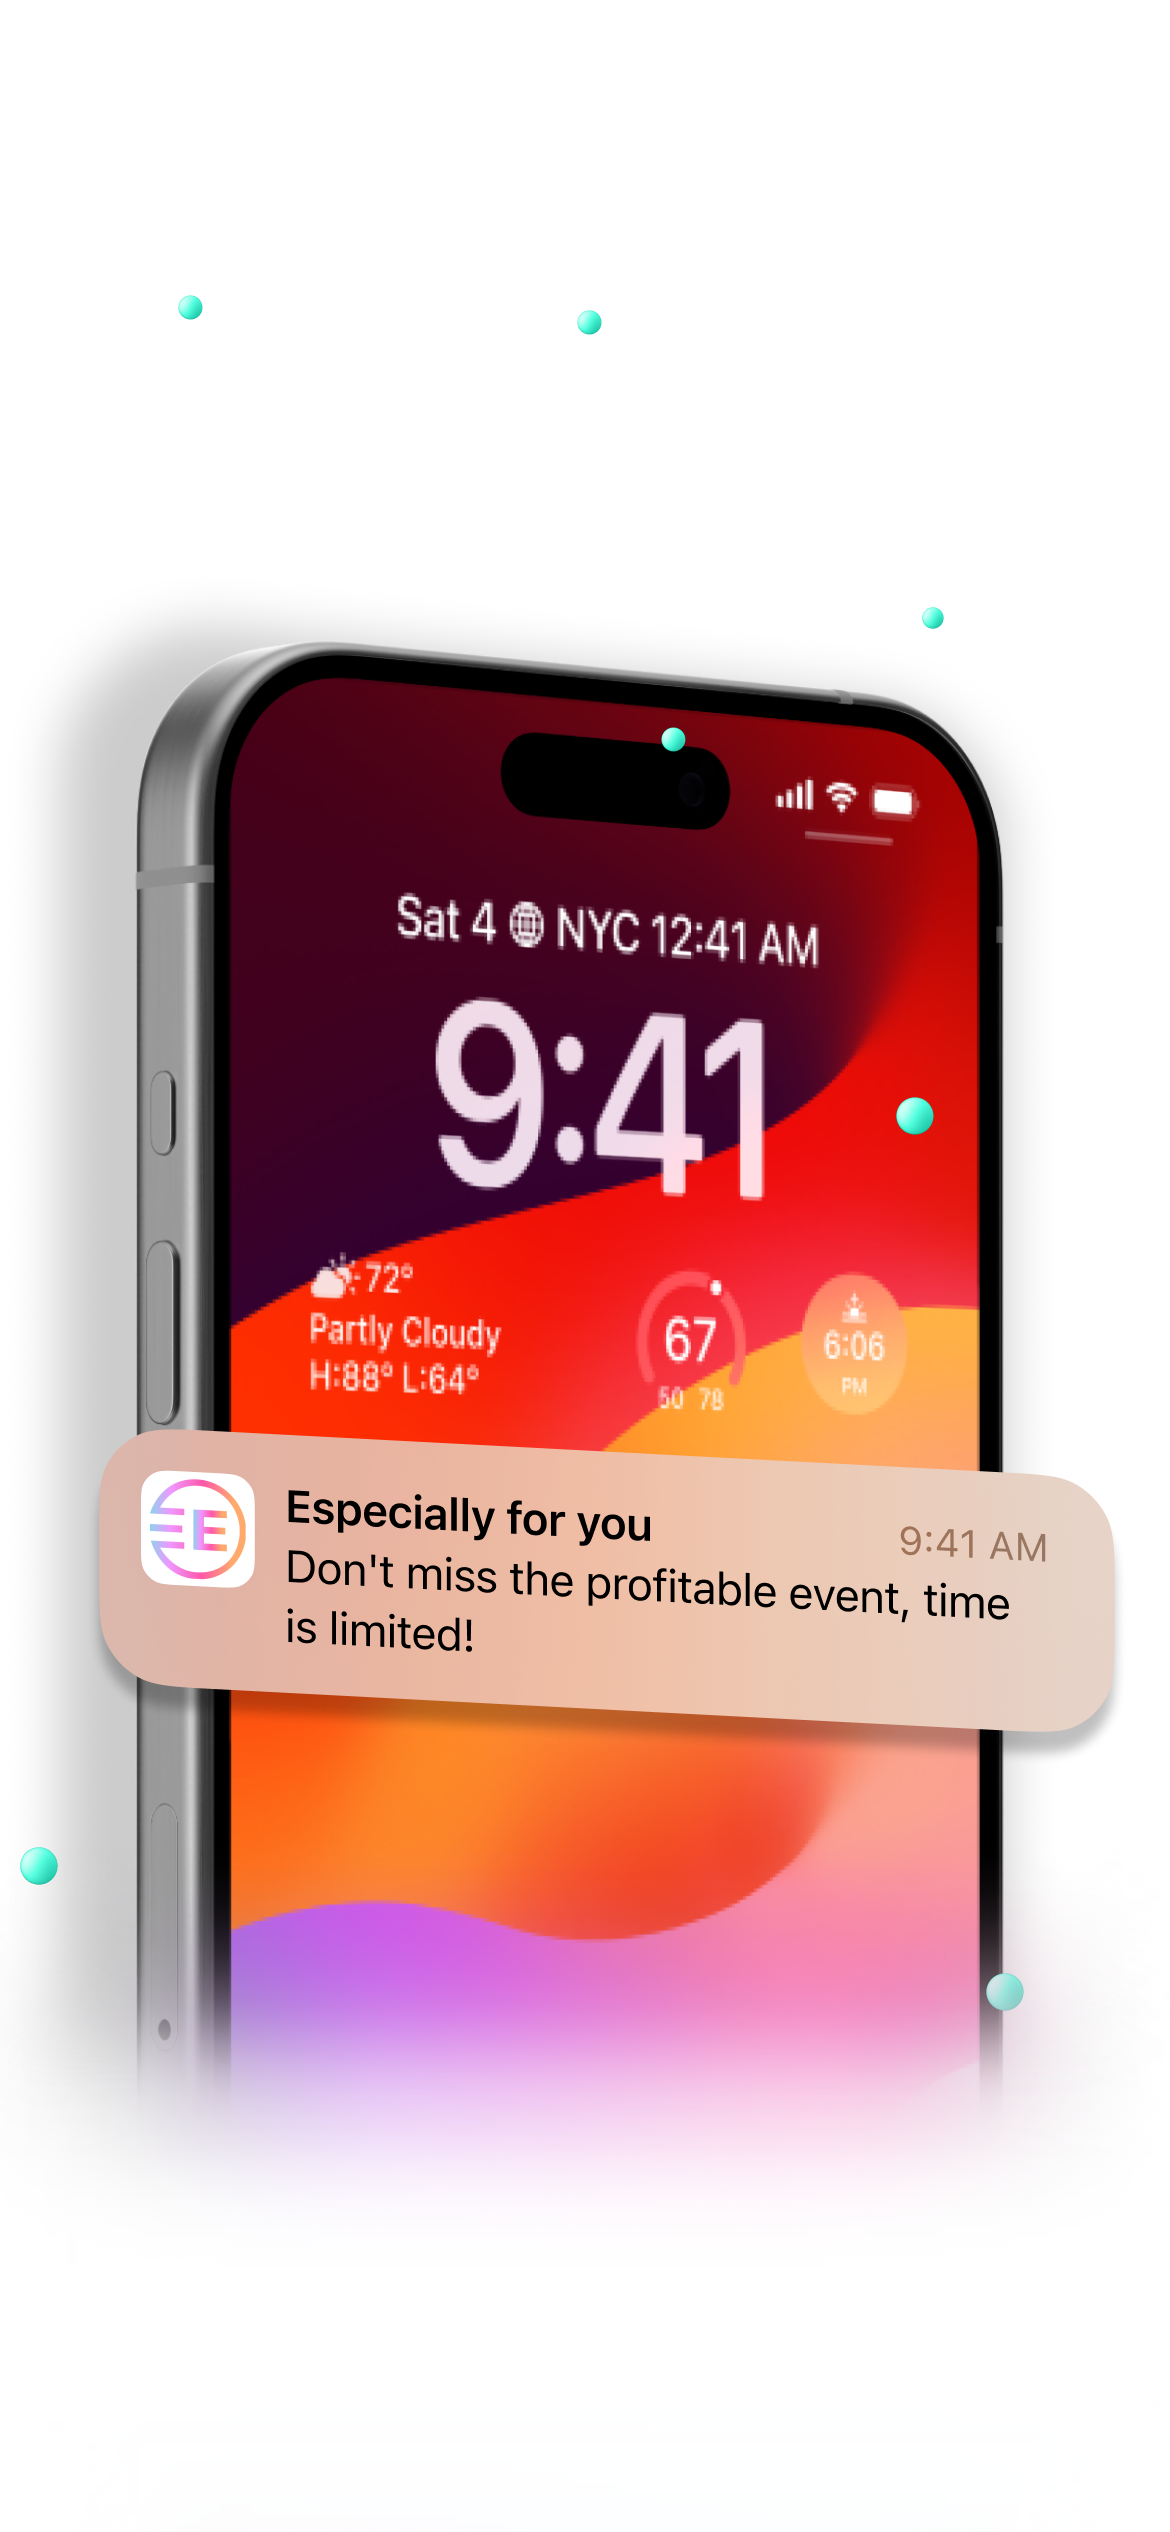 Sat 4 NYC 12:41 AM
9:41
72°
Partly Cloudy
H:88° L:64°
67
50 78
6:06
PM
E
Especially for you
9:41 AM
Don't miss the profitable event, time
is limited!